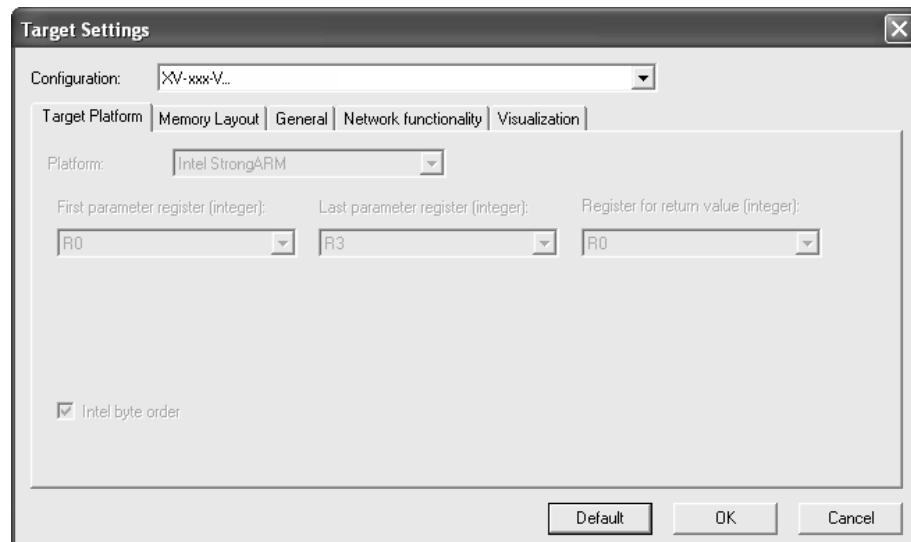 Target Settings
Configuration: XV-xxx-V...
Target Platform Memory Layout General Network functionality Visualization
Platform: Intel StrongARM
First parameter register (integer): Last parameter register (integer): Register for return value (integer):
R0 R3 R0
Intel byte order
Default OK Cancel